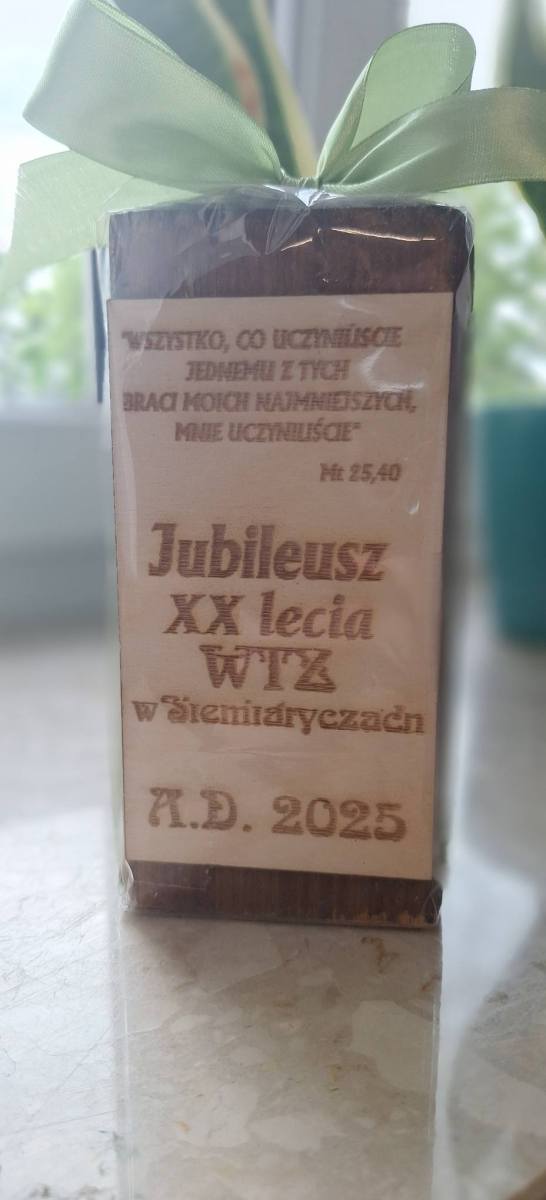 "WSZYSTKO, CO UCZYNILIŚCIE
JEDNEMU Z TYCH
BRACI MOICH NAJMNIEJSZYCH,
MNIE UCZYNILIŚCIE"
Mt 25,40
Jubileusz
XX lecia
WTZ
w Siemiatyczach
A.D. 2025